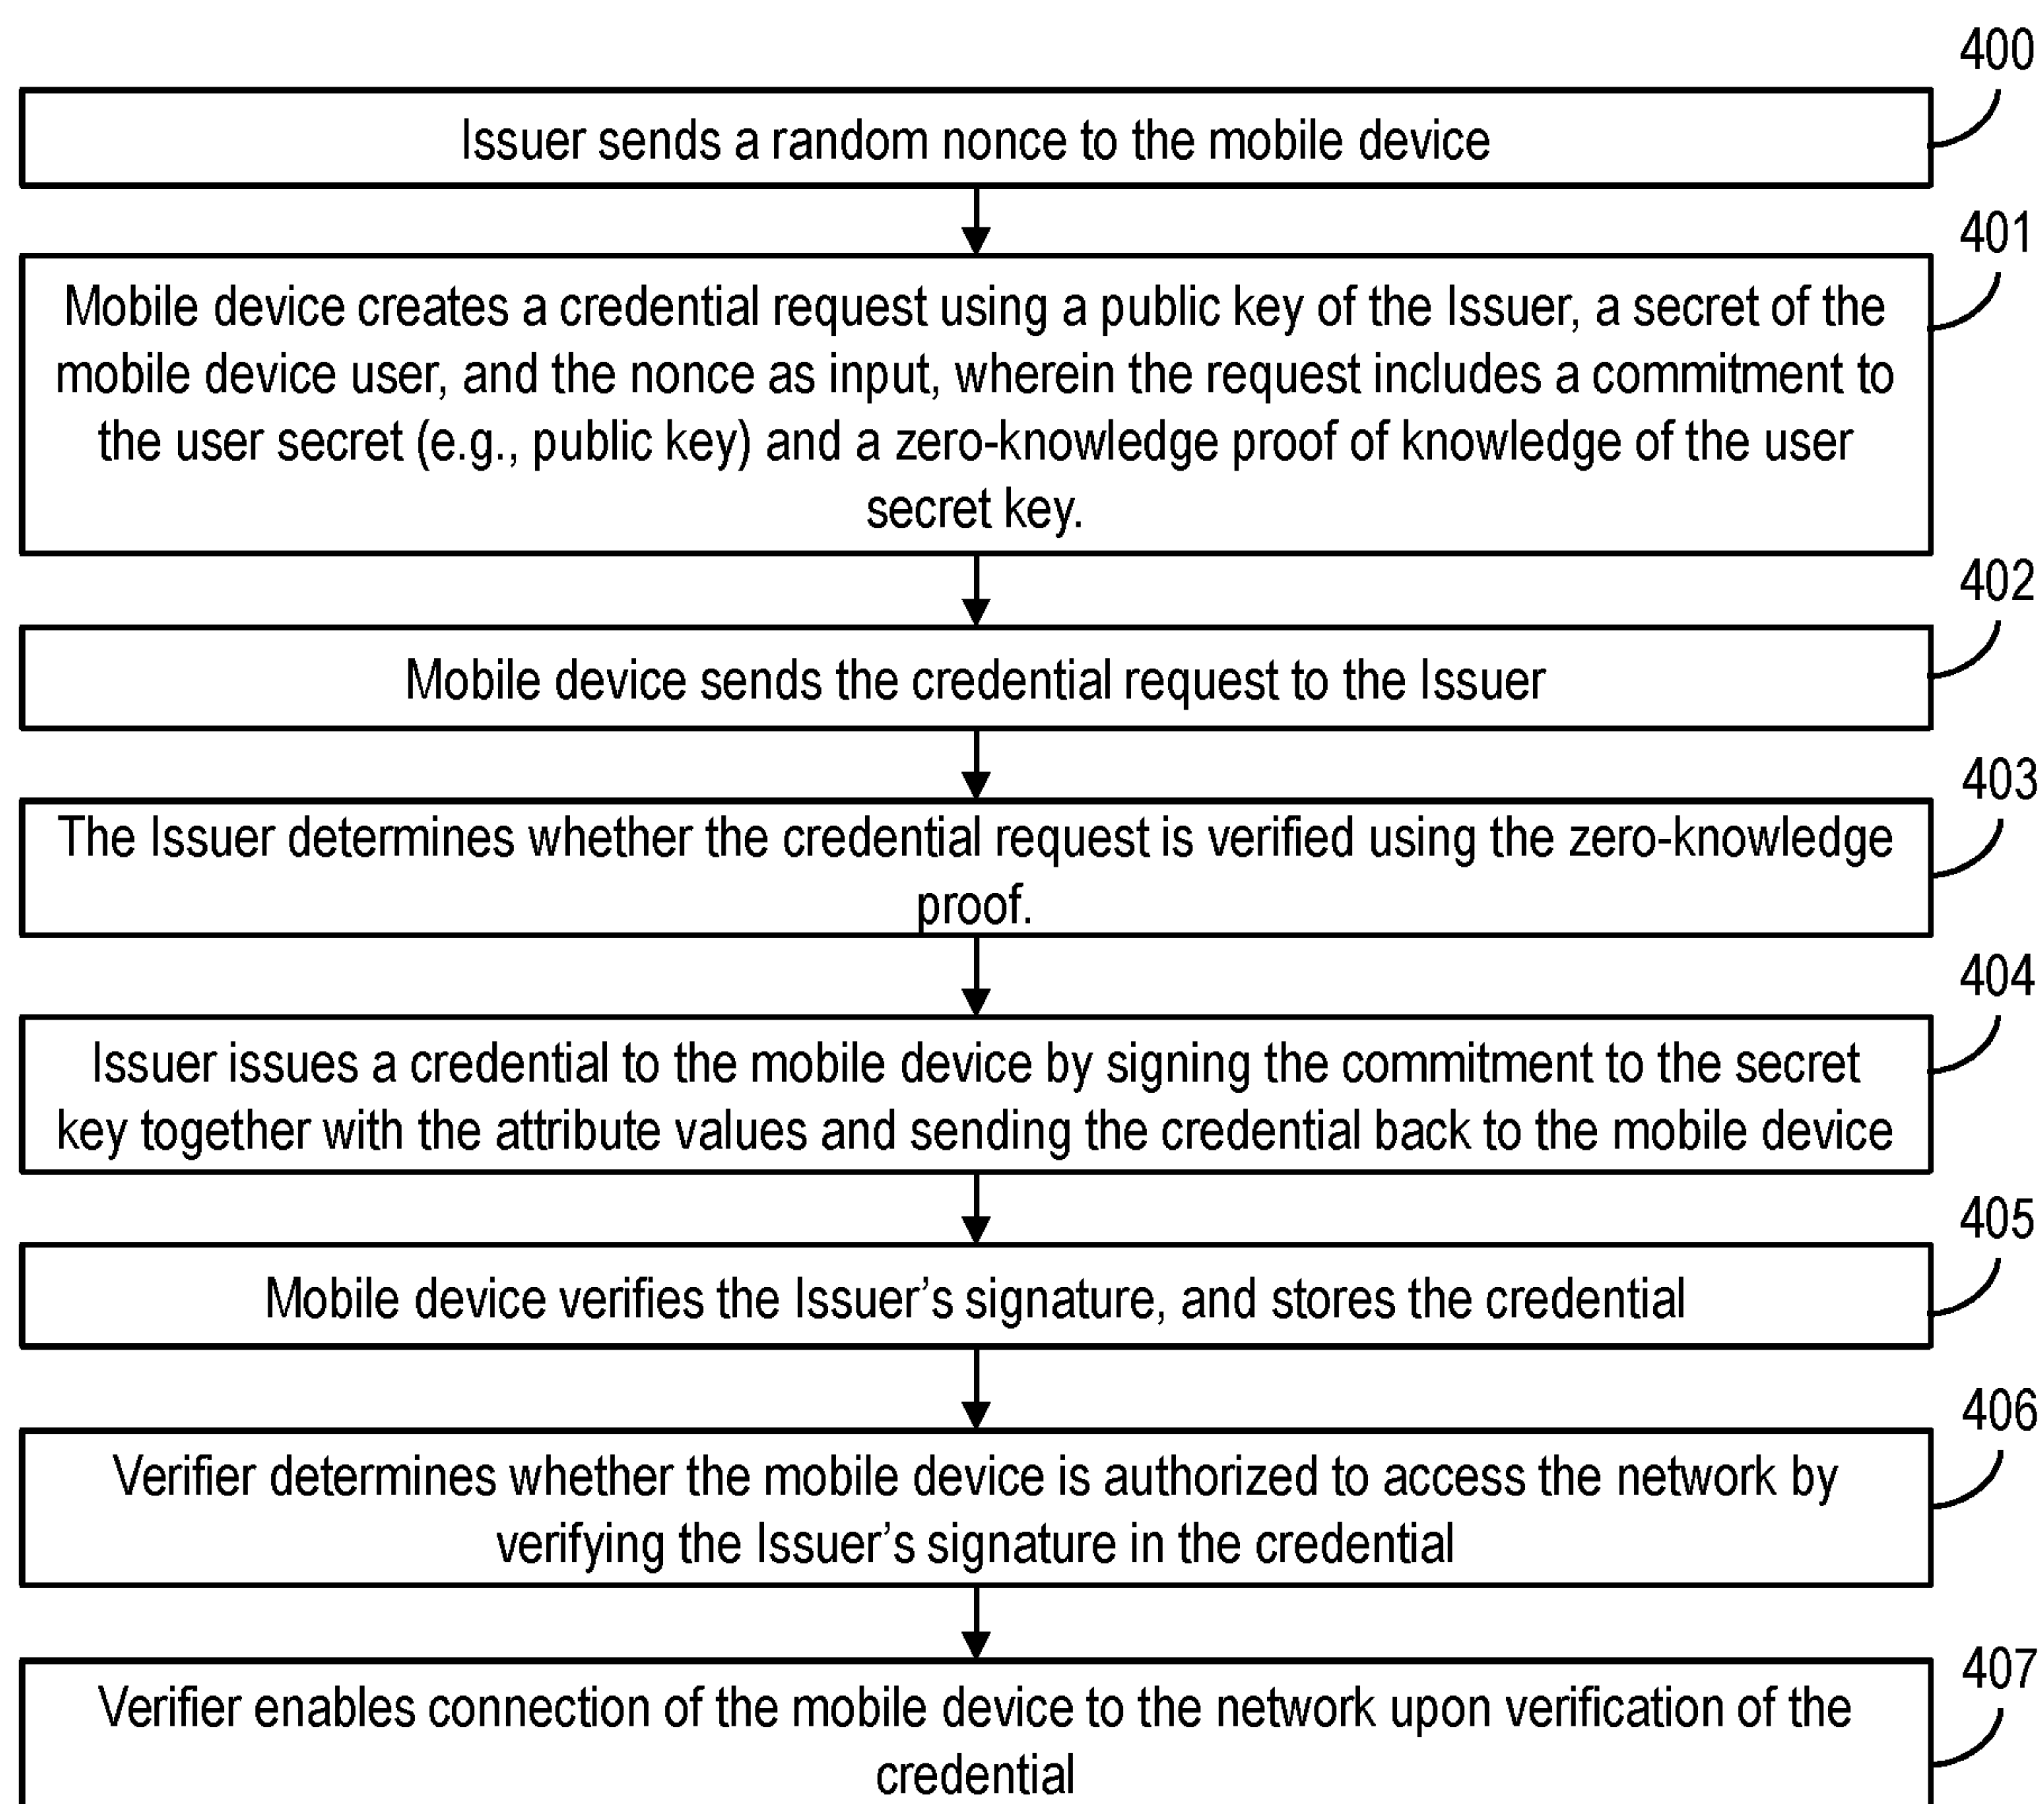 400
Issuer sends a random nonce to the mobile device
401
Mobile device creates a credential request using a public key of the Issuer, a secret of the
mobile device user, and the nonce as input, wherein the request includes a commitment to
the user secret (e.g., public key) and a zero-knowledge proof of knowledge of the user
secret key.
402
Mobile device sends the credential request to the Issuer
403
The Issuer determines whether the credential request is verified using the zero-knowledge
proof.
404
Issuer issues a credential to the mobile device by signing the commitment to the secret
key together with the attribute values and sending the credential back to the mobile device
405
Mobile device verifies the Issuer’s signature, and stores the credential
406
Verifier determines whether the mobile device is authorized to access the network by
verifying the Issuer’s signature in the credential
407
Verifier enables connection of the mobile device to the network upon verification of the
credential